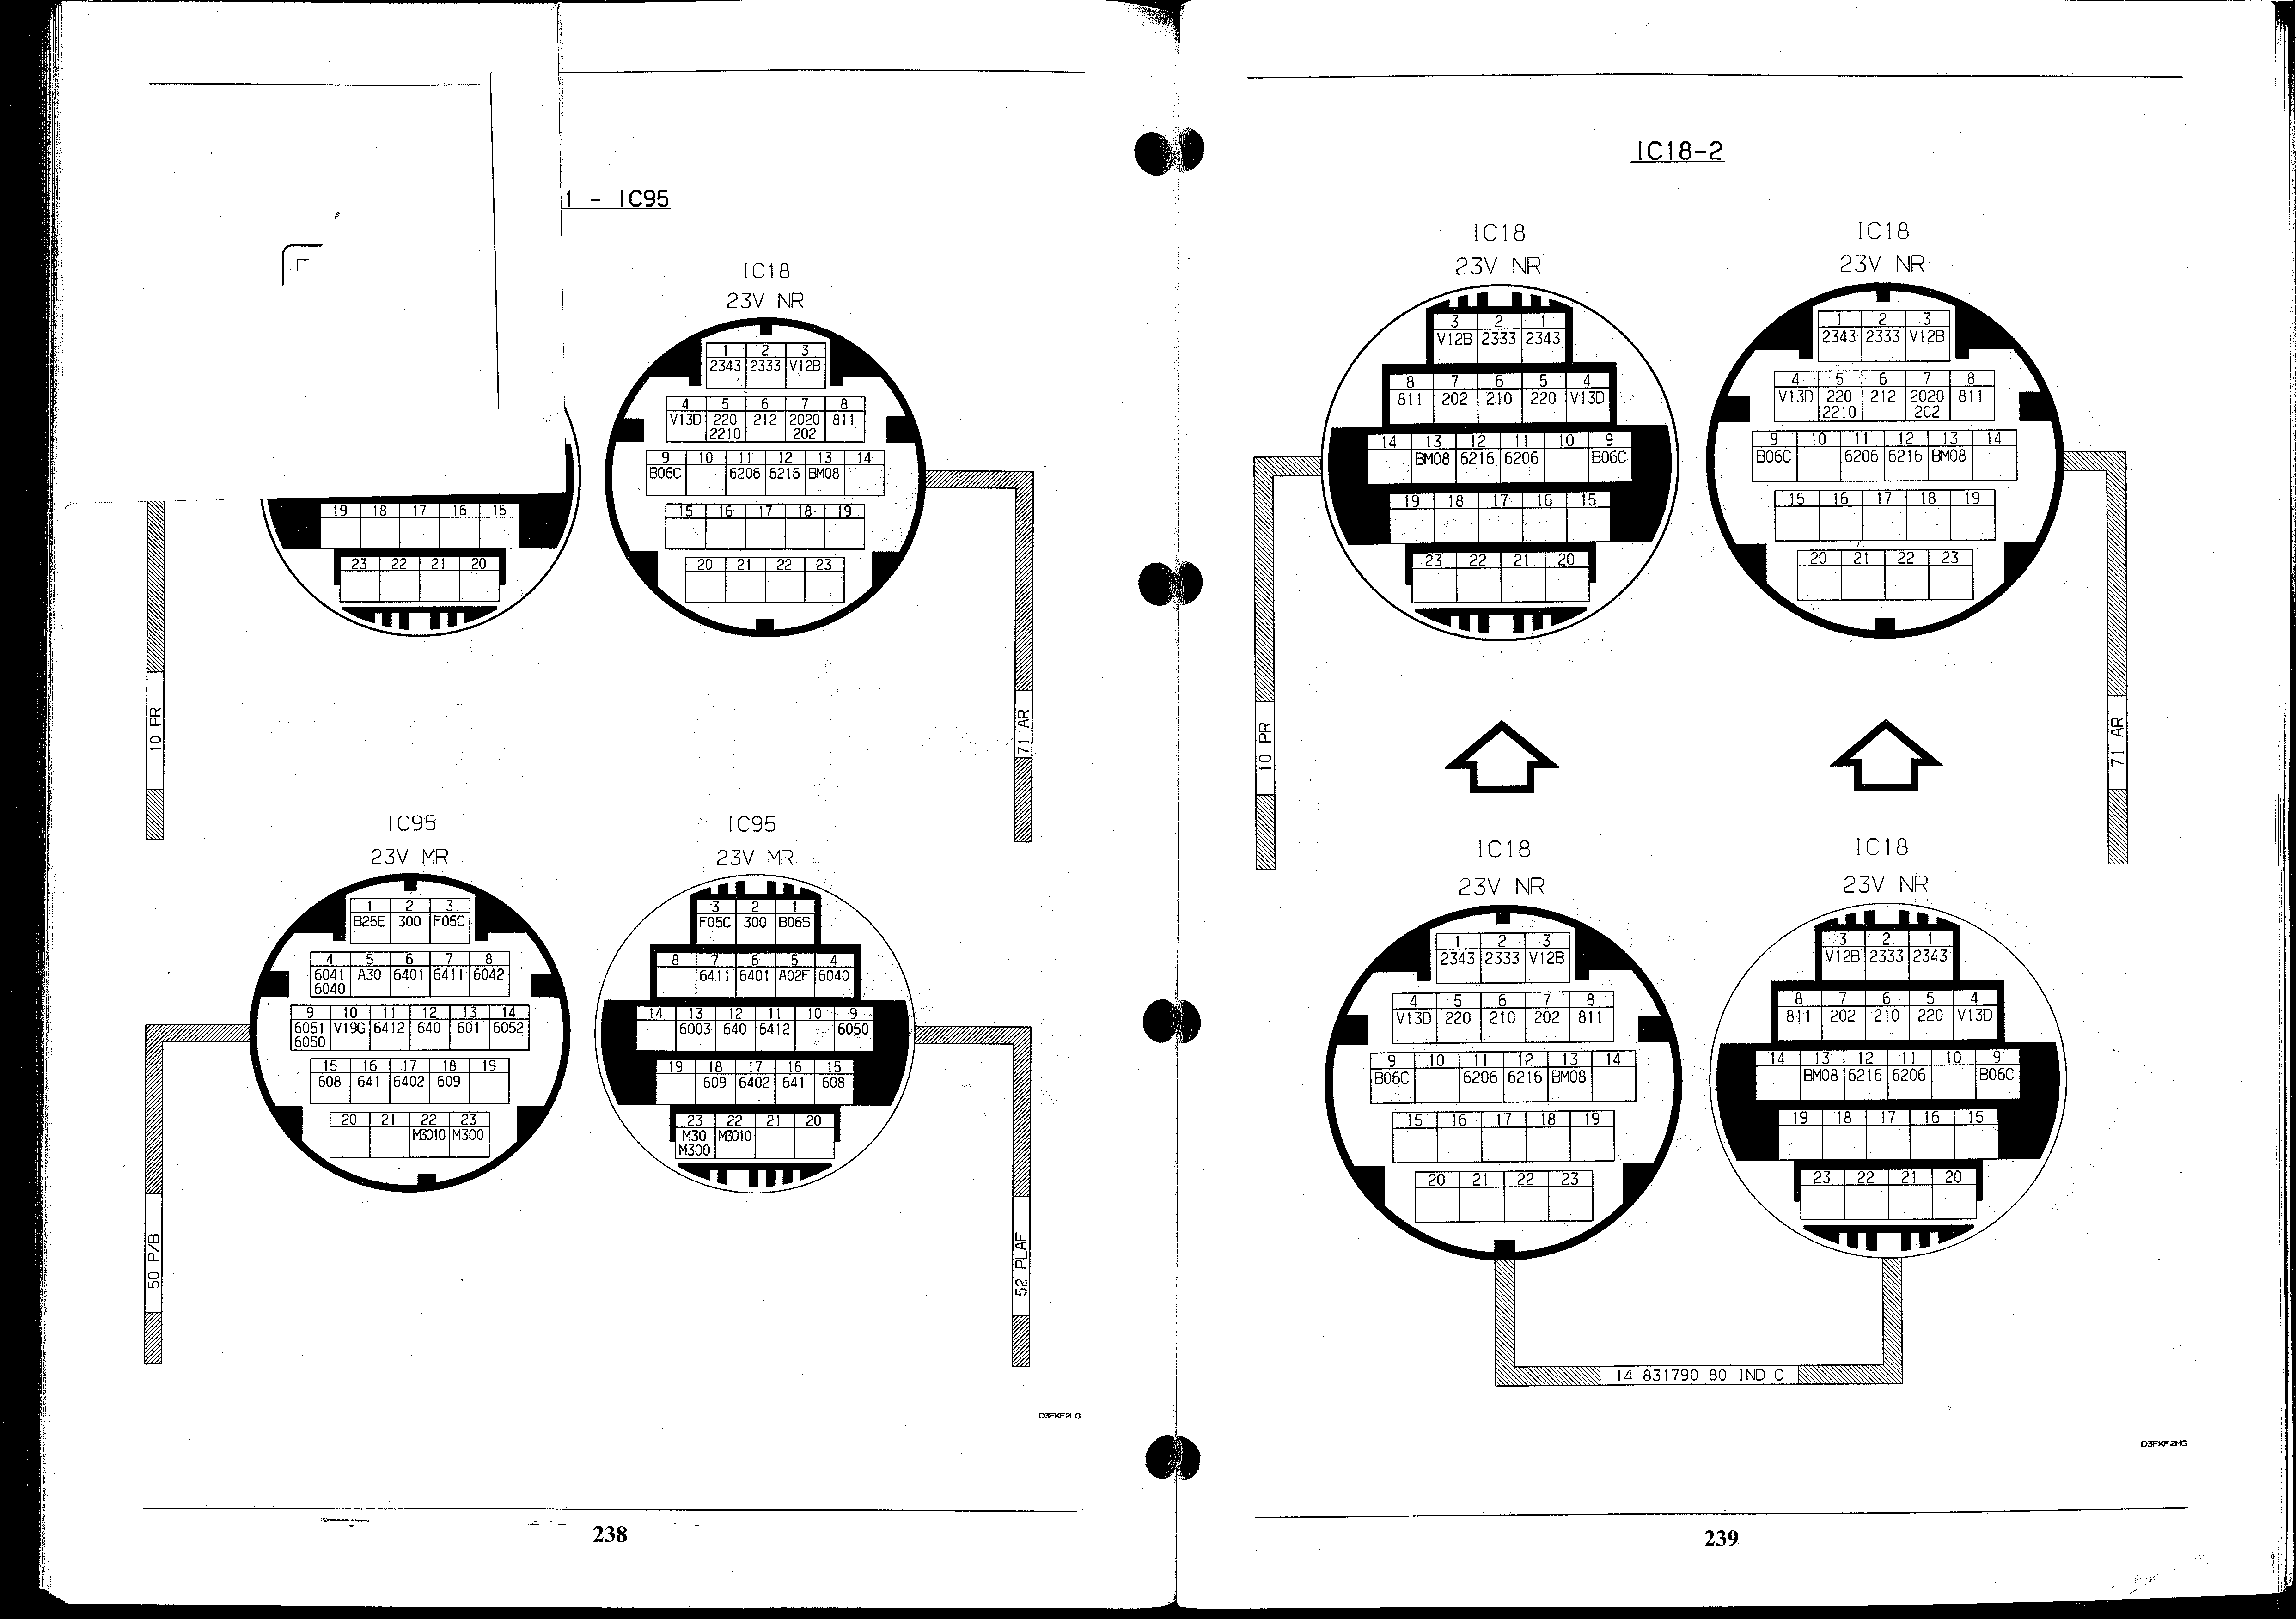 1 - IC95
IC18
23V NR
1 2 3
2343 2333 V12B
4 5 6 7 8
V13D 220 212 2020 811
2210 202
9 10 11 12 13 14
B06C 6206 6216 BM08
15 16 17 18 19
20 21 22 23
19 18 17 16 15
23 22 21 20
10 PR
71 AR
IC95
23V MR
1 2 3
B25E 300 F05C
4 5 6 7 8
6041 A30 6401 6411 6042
6040
9 10 11 12 13 14
6051 V19G 6412 640 601 6052
6050
15 16 17 18 19
608 641 6402 609
20 21 22 23
M3010 M300
50 P/B
IC95
23V MR
3 2 1
F05C 300 B06S
8 7 6 5 4
6411 6401 A02F 6040
14 13 12 11 10 9
6003 640 6412 6050
19 18 17 16 15
609 6402 641 608
23 22 21 20
M30 M3010
M300
52 PLAF
D3FKF2LG
238
IC18-2
IC18
23V NR
3 2 1
V12B 2333 2343
8 7 6 5 4
811 202 210 220 V13D
14 13 12 11 10 9
BM08 6216 6206 B06C
19 18 17 16 15
23 22 21 20
10 PR
IC18
23V NR
1 2 3
2343 2333 V12B
4 5 6 7 8
V13D 220 212 2020 811
2210 202
9 10 11 12 13 14
B06C 6206 6216 BM08
15 16 17 18 19
20 21 22 23
71 AR
IC18
23V NR
1 2 3
2343 2333 V12B
4 5 6 7 8
V13D 220 210 202 811
9 10 11 12 13 14
B06C 6206 6216 BM08
15 16 17 18 19
20 21 22 23
IC18
23V NR
3 2 1
V12B 2333 2343
8 7 6 5 4
811 202 210 220 V13D
14 13 12 11 10 9
BM08 6216 6206 B06C
19 18 17 16 15
23 22 21 20
14 831790 80 IND C
D3FKF2MG
239